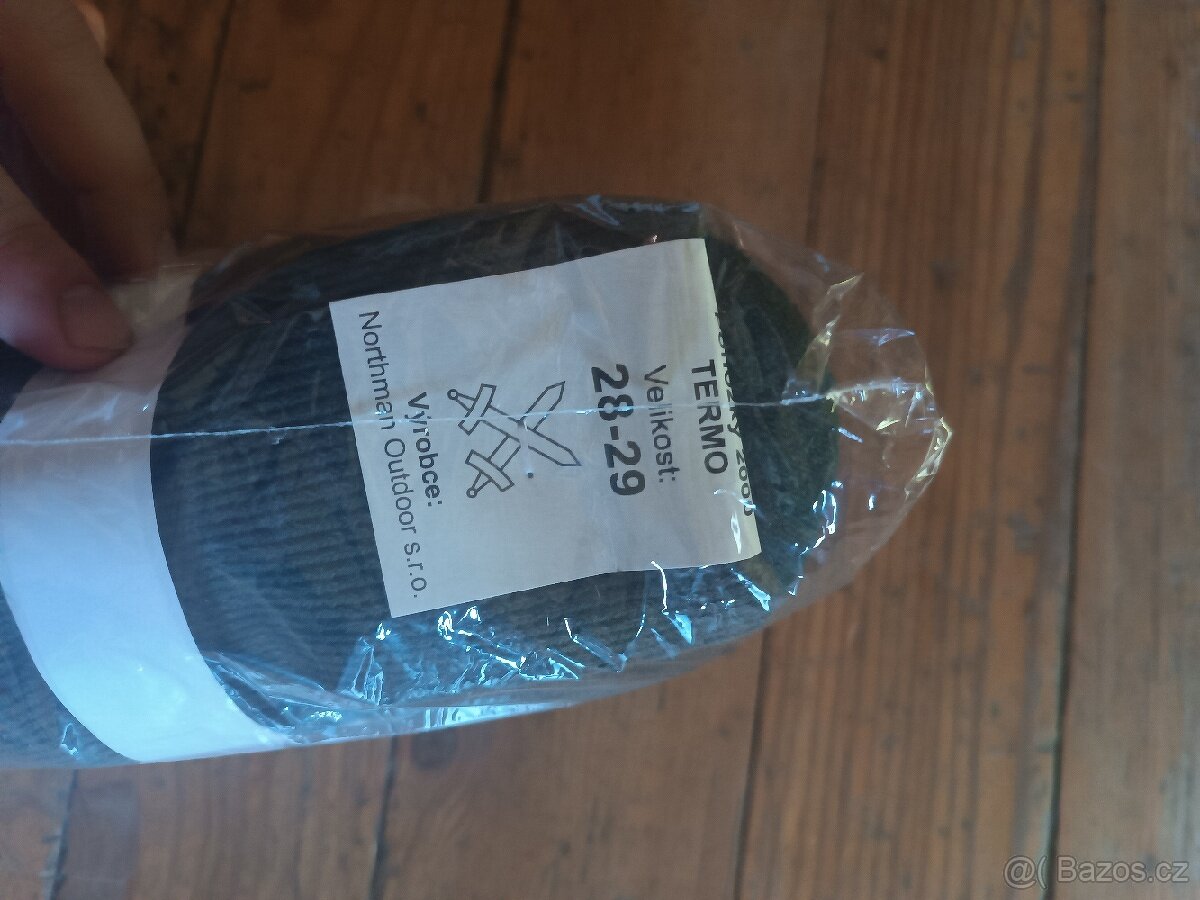 TERMO
Velikost:
28-29
Výrobce:
Northman Outdoor s.r.o.
@( Bazos.cz